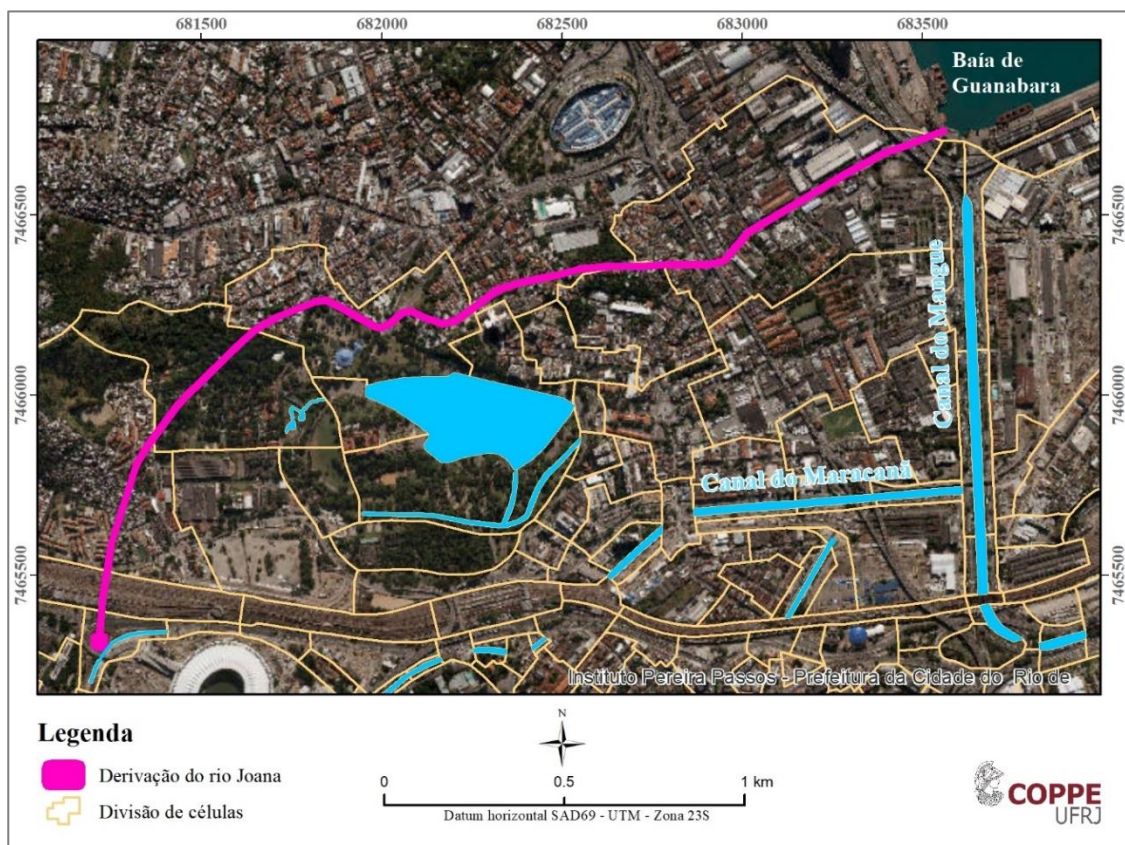 681500 682000 682500 683000 683500
Baía de
Guanabara
7466500
7466500
Canal do Mangue
7466000
7466000
Canal do Maracanã
7465500
7465500
Instituto Pereira Passos - Prefeitura da Cidade do Rio de
Legenda
Derivação do rio Joana
Divisão de células
N
0 0.5 1 km
Datum horizontal SAD69 - UTM - Zona 23S
COPPE
UFRJ